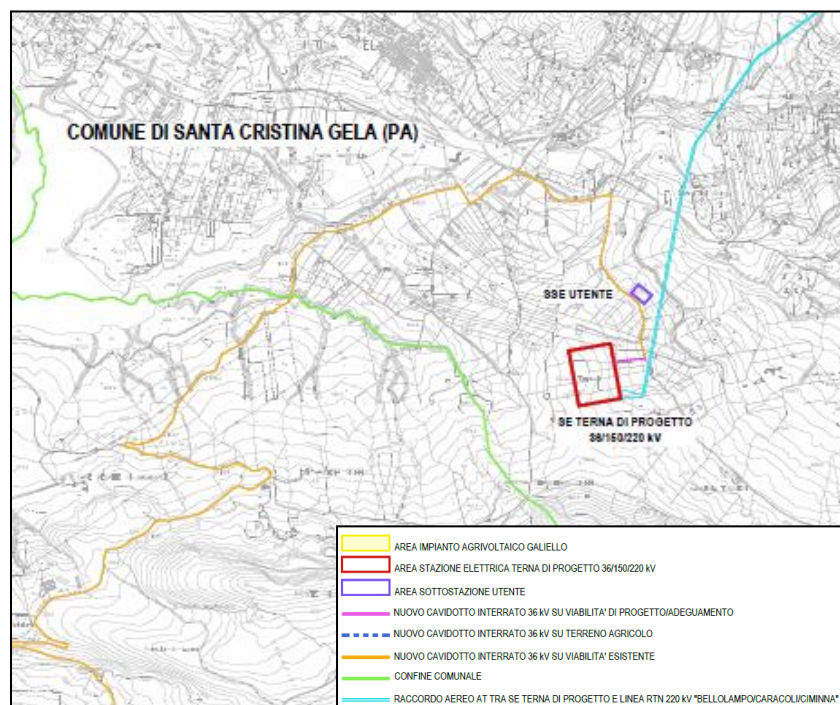 COMUNE DI SANTA CRISTINA GELA (PA)
SSE UTENTE
SE TERNA DI PROGETTO
36/150/220 kV
AREA IMPIANTO AGRIVOLTAICO GALIELLO
AREA STAZIONE ELETTRICA TERNA DI PROGETTO 36/150/220 kV
AREA SOTTOSTAZIONE UTENTE
NUOVO CAVIDOTTO INTERRATO 36 kV SU VIABILITA' DI PROGETTO/ADEGUAMENTO
NUOVO CAVIDOTTO INTERRATO 36 kV SU TERRENO AGRICOLO
NUOVO CAVIDOTTO INTERRATO 36 kV SU VIABILITA' ESISTENTE
CONFINE COMUNALE
RACCORDO AEREO AT TRA SE TERNA DI PROGETTO E LINEA RTN 220 kV "BELLOLAMPO/CARACOLI/CIMINNA"